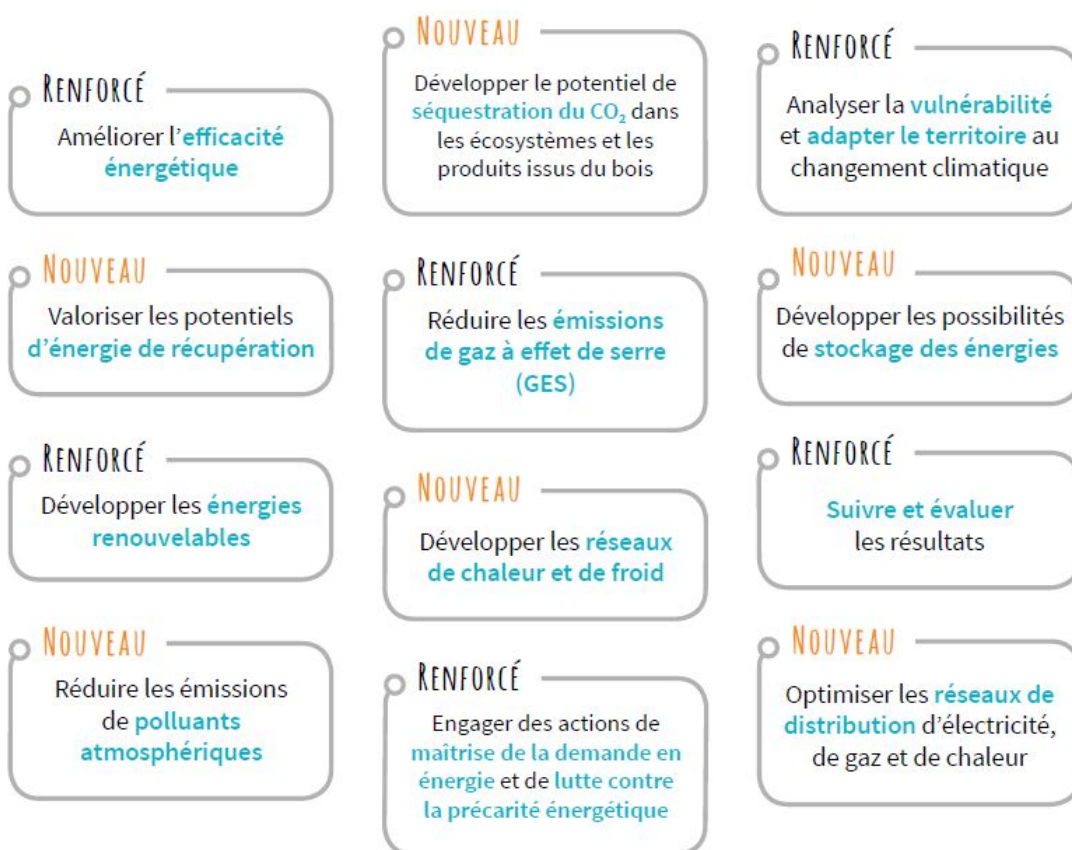 RENFORCÉ
Améliorer l'efficacité
énergétique
NOUVEAU
Valoriser les potentiels
d'énergie de récupération
RENFORCÉ
Développer les énergies
renouvelables
NOUVEAU
Réduire les émissions
de polluants
atmosphériques
NOUVEAU
Développer le potentiel de
séquestration du CO₂ dans
les écosystèmes et les
produits issus du bois
RENFORCÉ
Réduire les émissions
de gaz à effet de serre
(GES)
NOUVEAU
Développer les réseaux
de chaleur et de froid
RENFORCÉ
Engager des actions de
maîtrise de la demande en
énergie et de lutte contre
la précarité énergétique
RENFORCÉ
Analyser la vulnérabilité
et adapter le territoire au
changement climatique
NOUVEAU
Développer les possibilités
de stockage des énergies
RENFORCÉ
Suivre et évaluer
les résultats
NOUVEAU
Optimiser les réseaux de
distribution d'électricité,
de gaz et de chaleur